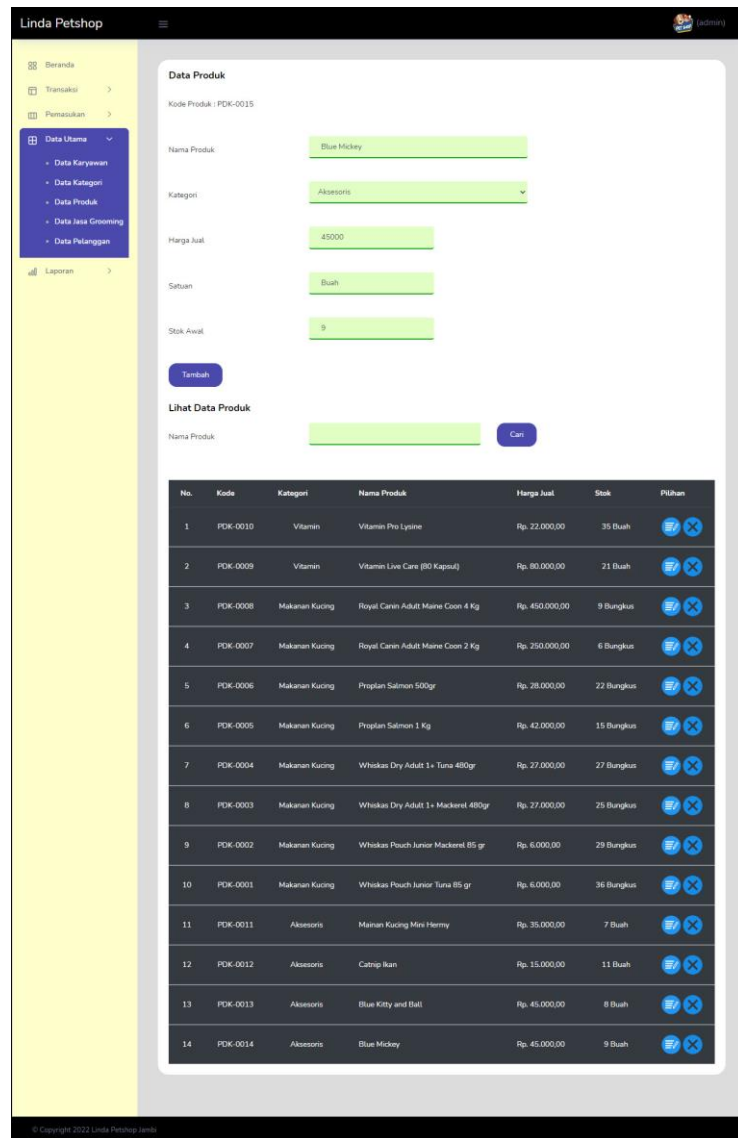 Linda Petshop
(admin)
Beranda
Transaksi
Pemasukan
Data Utama
Data Karyawan
Data Kategori
Data Produk
Data Jasa Grooming
Data Pelanggan
Laporan
Data Produk
Kode Produk : PDK-0015
Nama Produk Blue Mickey
Kategori Aksesoris
Harga Jual 45000
Satuan Buah
Stok Awal 9
Tambah
Lihat Data Produk
Nama Produk Cari
No. Kode Kategori Nama Produk Harga Jual Stok Pilihan
1 PDK-0010 Vitamin Vitamin Pro Lysine Rp. 22.000,00 35 Buah
2 PDK-0009 Vitamin Vitamin Live Care (80 Kapsul) Rp. 80.000,00 21 Buah
3 PDK-0008 Makanan Kucing Royal Canin Adult Maine Coon 4 Kg Rp. 450.000,00 9 Bungkus
4 PDK-0007 Makanan Kucing Royal Canin Adult Maine Coon 2 Kg Rp. 250.000,00 6 Bungkus
5 PDK-0006 Makanan Kucing Proplan Salmon 500gr Rp. 28.000,00 22 Bungkus
6 PDK-0005 Makanan Kucing Proplan Salmon 1 Kg Rp. 42.000,00 15 Bungkus
7 PDK-0004 Makanan Kucing Whiskas Dry Adult 1+ Tuna 480gr Rp. 27.000,00 27 Bungkus
8 PDK-0003 Makanan Kucing Whiskas Dry Adult 1+ Mackerel 480gr Rp. 27.000,00 25 Bungkus
9 PDK-0002 Makanan Kucing Whiskas Pouch Junior Mackerel 85 gr Rp. 6.000,00 29 Bungkus
10 PDK-0001 Makanan Kucing Whiskas Pouch Junior Tuna 85 gr Rp. 6.000,00 36 Bungkus
11 PDK-0011 Aksesoris Mainan Kucing Mini Hermy Rp. 35.000,00 7 Buah
12 PDK-0012 Aksesoris Catnip Ikan Rp. 15.000,00 11 Buah
13 PDK-0013 Aksesoris Blue Kitty and Ball Rp. 45.000,00 8 Buah
14 PDK-0014 Aksesoris Blue Mickey Rp. 45.000,00 9 Buah
© Copyright 2022 Linda Petshop Jambi